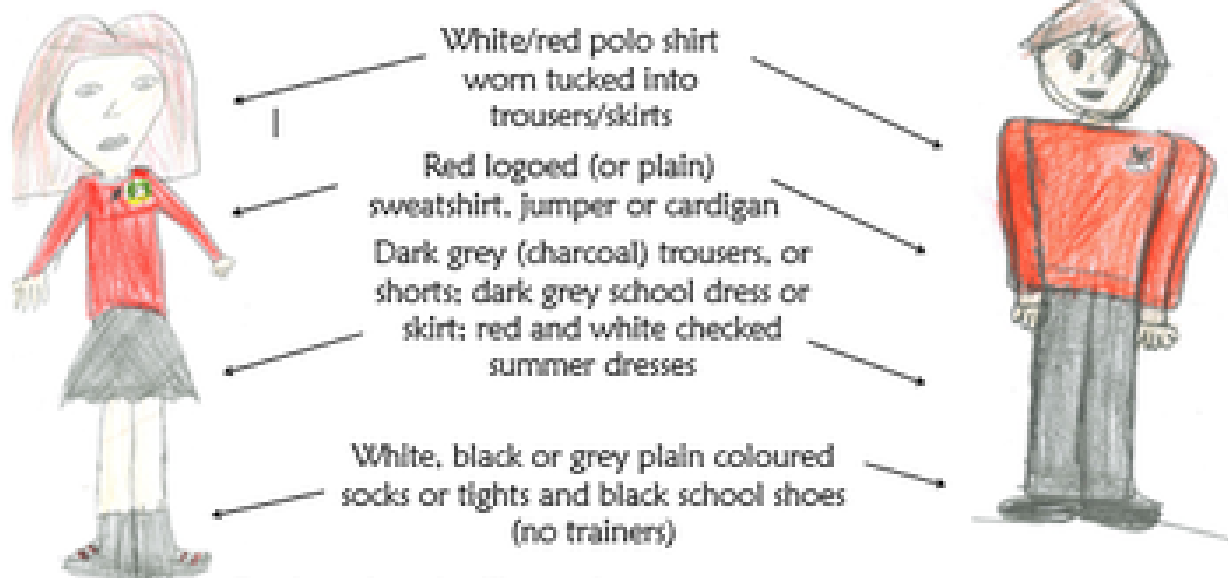 White/red polo shirt
worn tucked into
trousers/skirts
Red logoed (or plain)
sweatshirt, jumper or cardigan
Dark grey (charcoal) trousers, or
shorts; dark grey school dress or
skirt; red and white checked
summer dresses
White, black or grey plain coloured
socks or tights and black school shoes
(no trainers)